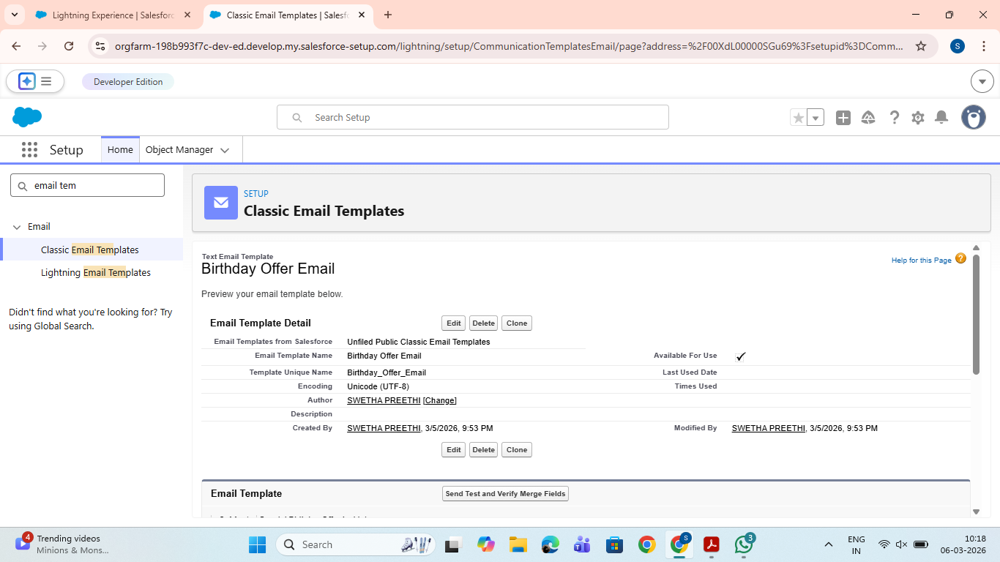 Lightning Experience | Salesforc
Classic Email Templates | Salesf
orgfarm-198b993f7c-dev-ed.develop.my.salesforce-setup.com/lightning/setup/CommunicationTemplatesEmail/page?address=%2F00XdL00000SGu69%3Fsetupid%3DComm...
S
Developer Edition
Search Setup
Setup
Home
Object Manager
email tem
Email
Classic Email Templates
Lightning Email Templates
Didn't find what you're looking for? Try
using Global Search.
SETUP
Classic Email Templates
Text Email Template
Birthday Offer Email
Help for this Page
Preview your email template below.
Email Template Detail
Edit Delete Clone
Email Templates from Salesforce Unfiled Public Classic Email Templates
Email Template Name Birthday Offer Email Available For Use
Template Unique Name Birthday_Offer_Email Last Used Date
Encoding Unicode (UTF-8) Times Used
Author SWETHA PREETHI [Change]
Description
Created By SWETHA PREETHI, 3/5/2026, 9:53 PM Modified By SWETHA PREETHI, 3/5/2026, 9:53 PM
Edit Delete Clone
Email Template Send Test and Verify Merge Fields
4
Trending videos
Minions & Mons...
Search
S
3
ENG
IN
10:18
06-03-2026